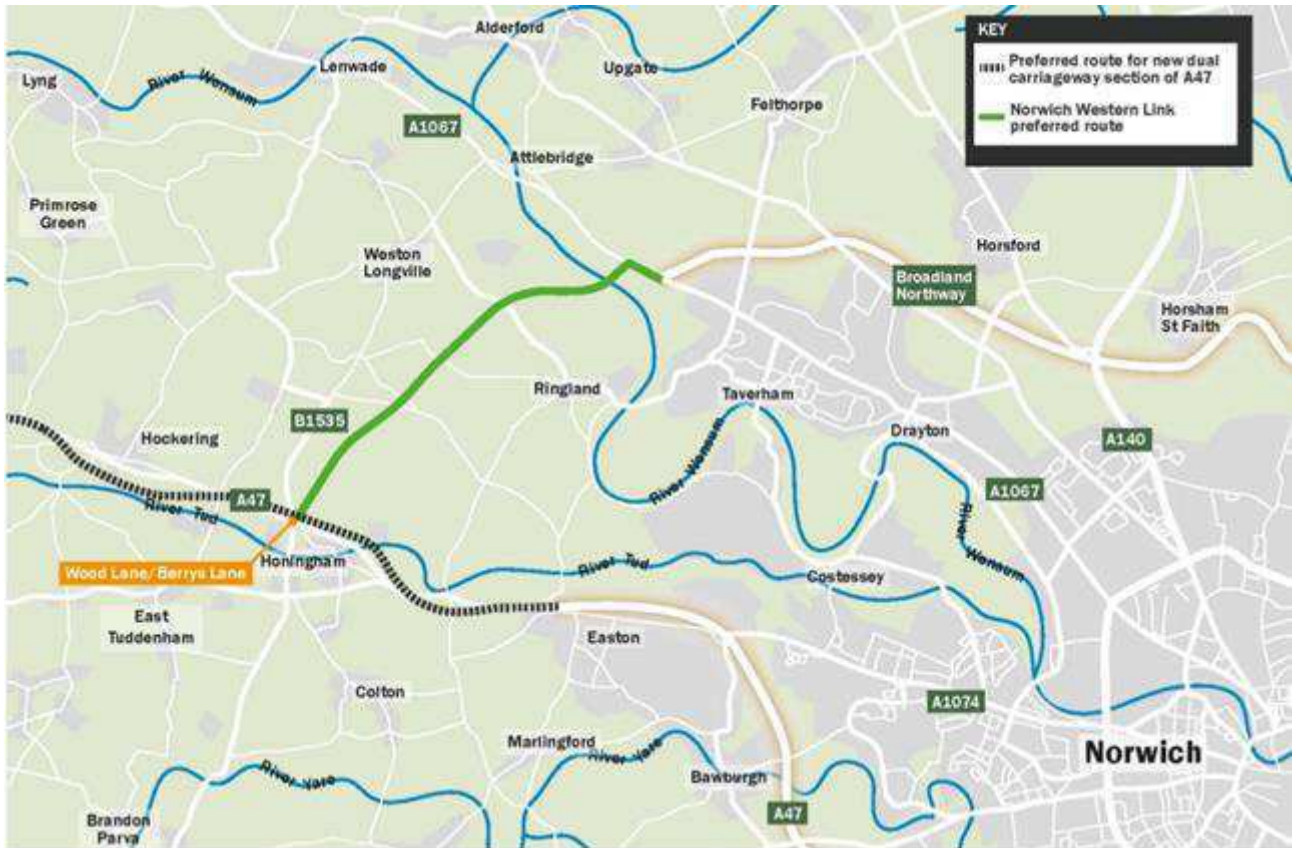 KEY
Preferred route for new dual
carriageway section of A47
Norwich Western Link
preferred route
Alderford
Lenwade
Upgate
Lyng
River Wensum
Felthorpe
A1067
Attlebridge
Primrose
Green
Weston
Longville
Horsford
Broadland
Northway
Horsham
St Faith
Ringland
Taverham
B1535
Drayton
Hockering
A140
River Wensum
A47
A1067
River Tud
River
Wensum
Honingham
Wood Lane/Berrys Lane
River Tud
Costessey
East
Tuddenham
Easton
Colton
A1074
Marlingford
River Yare
Norwich
River Yare
Bawburgh
A47
Brandon
Parva